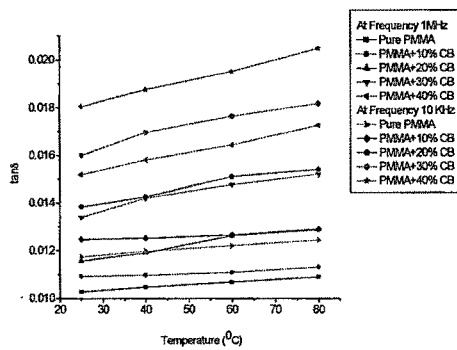 0.020
0.018
0.016
0.014
0.012
0.010
tanδ
20 30 40 50 60 70 80
Temperature (⁰C)
At Frequency 1MHz
Pure PMMA
PMMA+10% CB
PMMA+20% CB
PMMA+30% CB
PMMA+40% CB
At Frequency 10 KHz
Pure PMMA
PMMA+10% CB
PMMA+20% CB
PMMA+30% CB
PMMA+40% CB